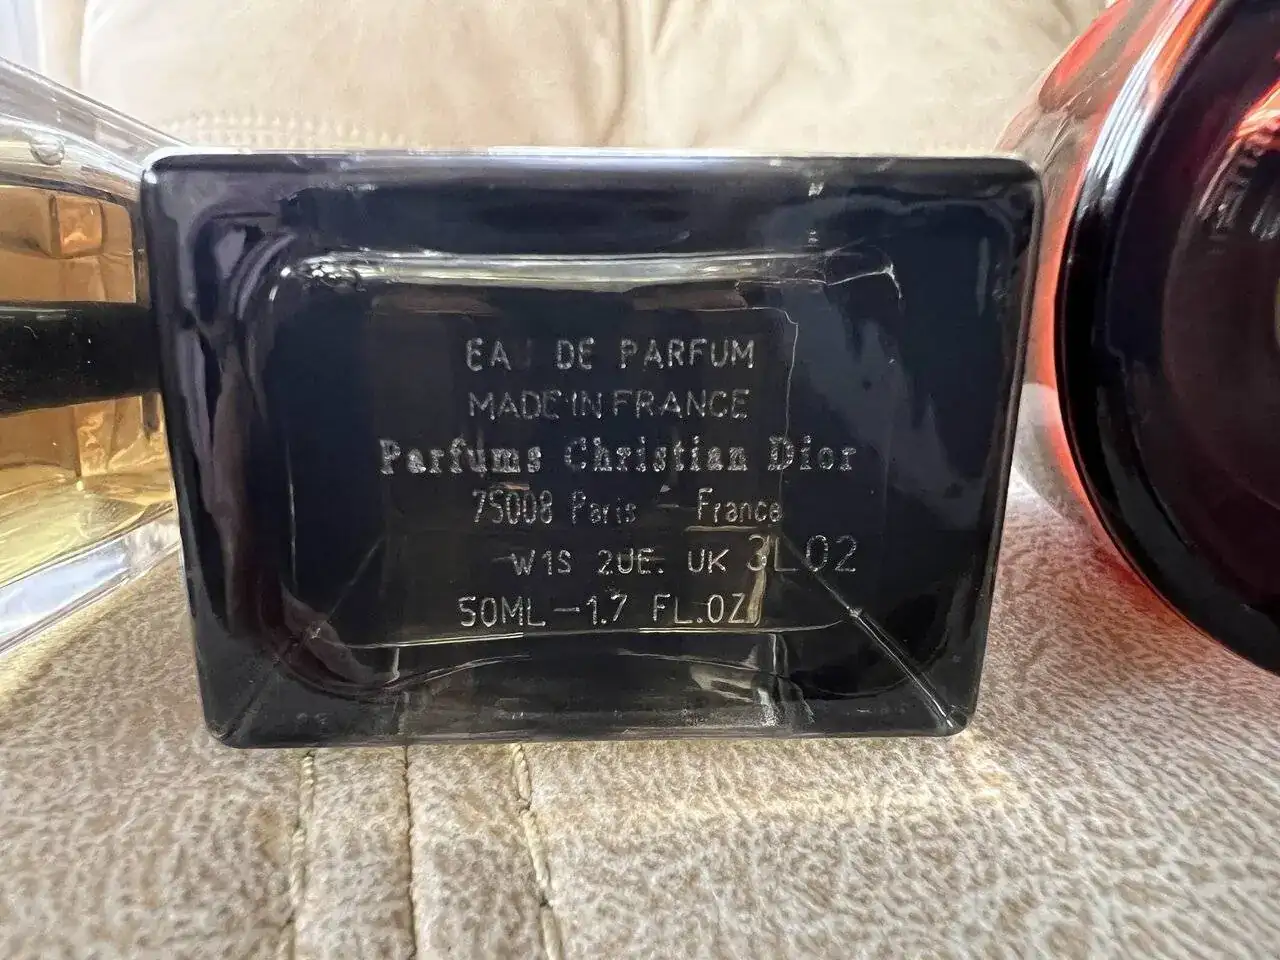 EAU DE PARFUM
MADE IN FRANCE
Parfums Christian Dior
75008 Paris - France
W1S 2UE. UK 3L02
50ML - 1.7 FL.OZ